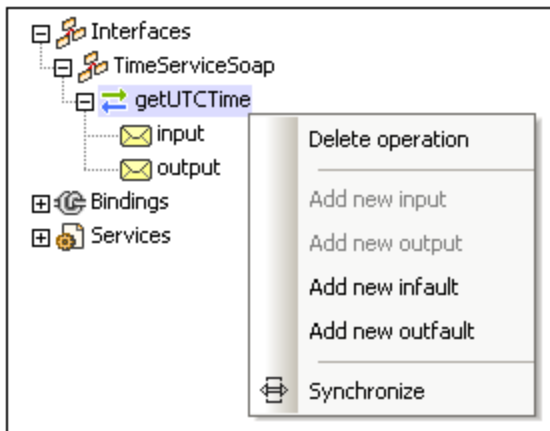 Interfaces
TimeServiceSoap
getUTCTime
input
output
Bindings
Services
Delete operation
Add new input
Add new output
Add new infault
Add new outfault
Synchronize